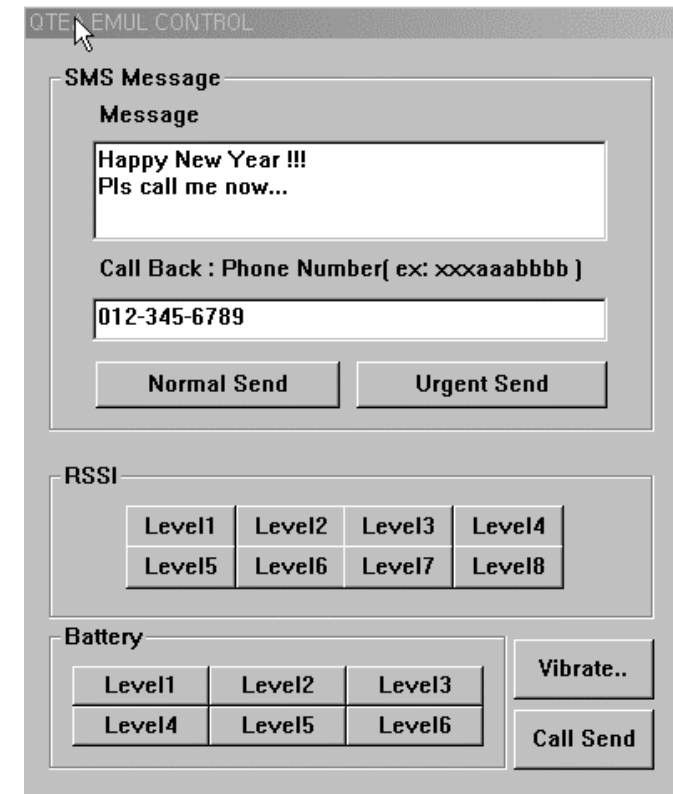 EMUL CONTROL
SMS Message
Message
Happy New Year !!!
Pls call me now...
Call Back : Phone Number( ex: xxxaaabbbb )
012-345-6789
Normal Send Urgent Send
RSSI
Level1 Level2 Level3 Level4
Level5 Level6 Level7 Level8
Battery
Level1 Level2 Level3
Level4 Level5 Level6
Vibrate..
Call Send